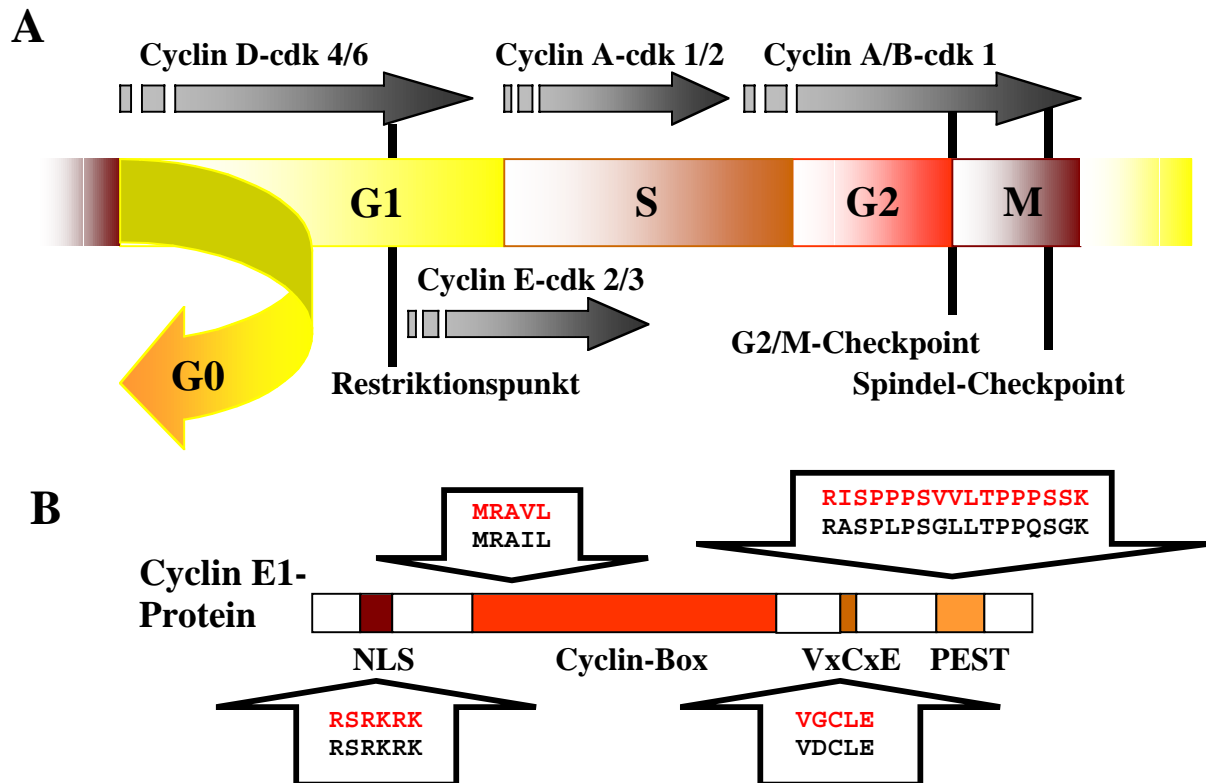 A
Cyclin D-cdk 4/6
Cyclin A-cdk 1/2
Cyclin A/B-cdk 1
G1
S
G2
M
Cyclin E-cdk 2/3
G0
Restriktionspunkt
G2/M-Checkpoint
Spindel-Checkpoint
B
MRAVL
MRAIL
RISPPPSVVLTPPPSSK
RASPLPSGLLTPPQSGK
Cyclin E1-
Protein
NLS
Cyclin-Box
VxCxE
PEST
RSRKRK
RSRKRK
VGCLE
VDCLE